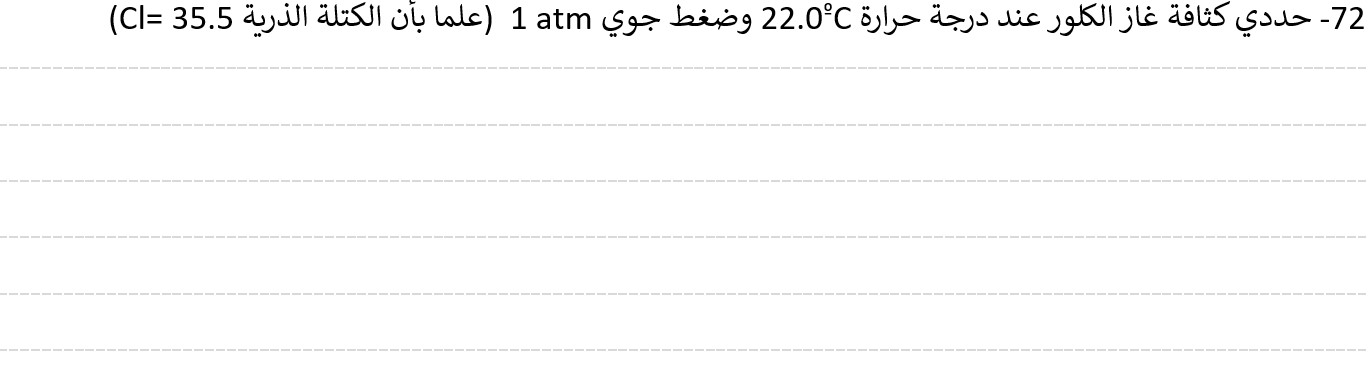 72- حددي كثافة غاز الكلور عند درجة حرارة 22.0ºC وضغط جوي 1 atm (علما بأن الكتلة الذرية Cl= 35.5)